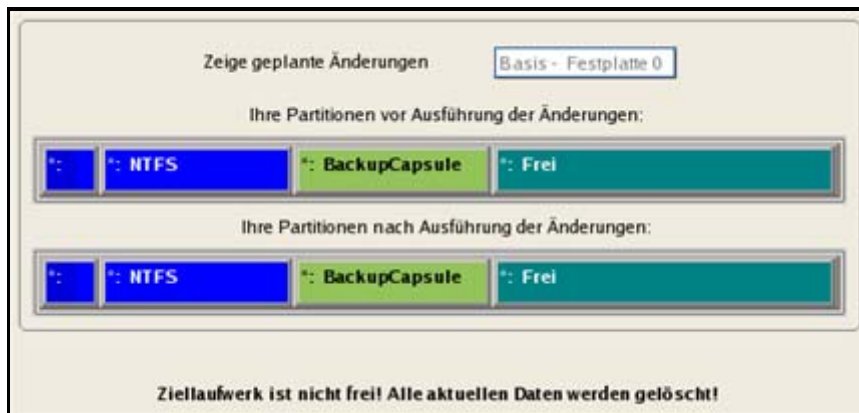 Zeige geplante Änderungen Basis - Festplatte 0
Ihre Partitionen vor Ausführung der Änderungen:
*: *: NTFS *: BackupCapsule *: Frei
Ihre Partitionen nach Ausführung der Änderungen:
*: *: NTFS *: BackupCapsule *: Frei
Ziellaufwerk ist nicht frei! Alle aktuellen Daten werden gelöscht!